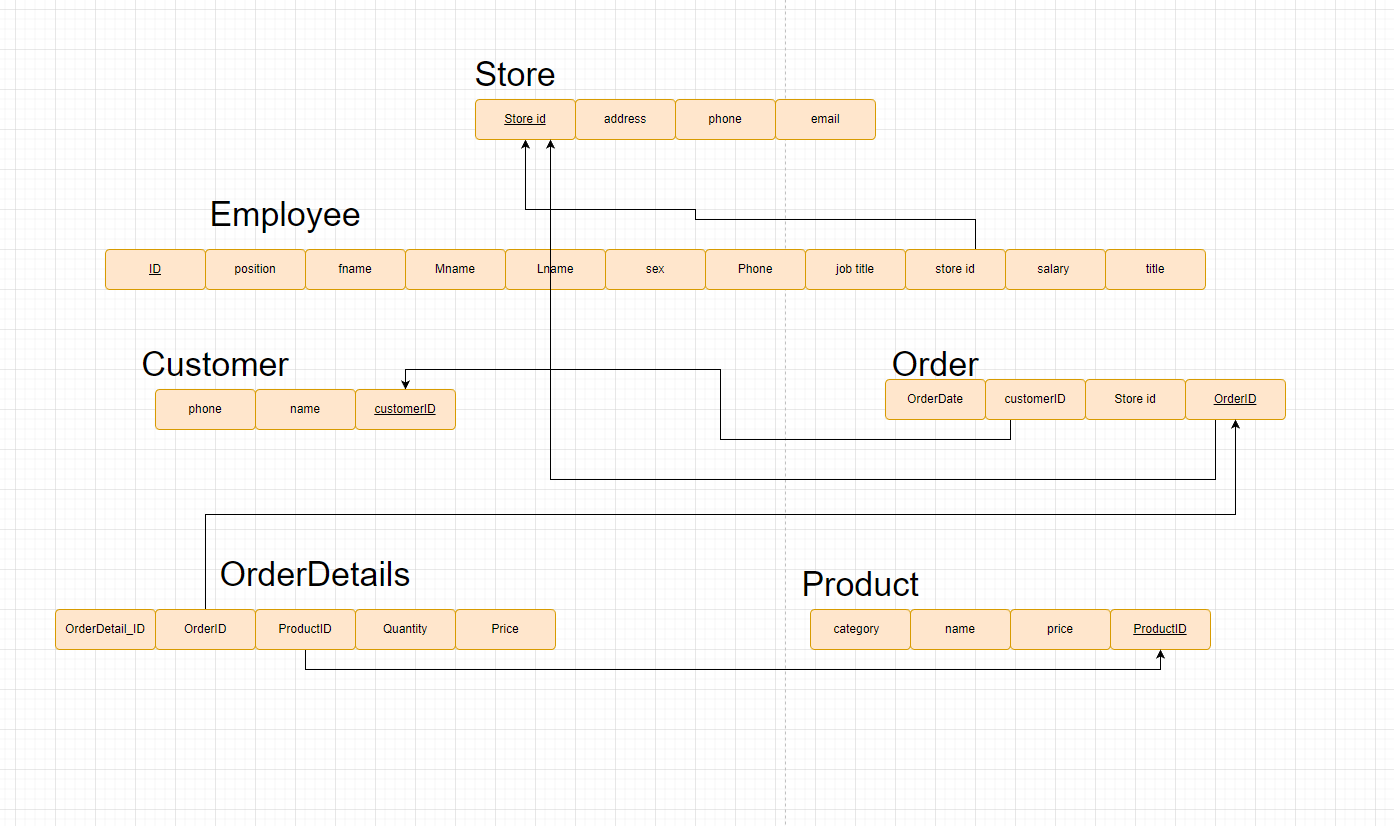 Store
Store id address phone email
Employee
ID position fname Mname Lname sex Phone job title store id salary title
Customer
phone name customerID
Order
OrderDate customerID Store id OrderID
OrderDetails
OrderDetail_ID OrderID ProductID Quantity Price
Product
category name price ProductID